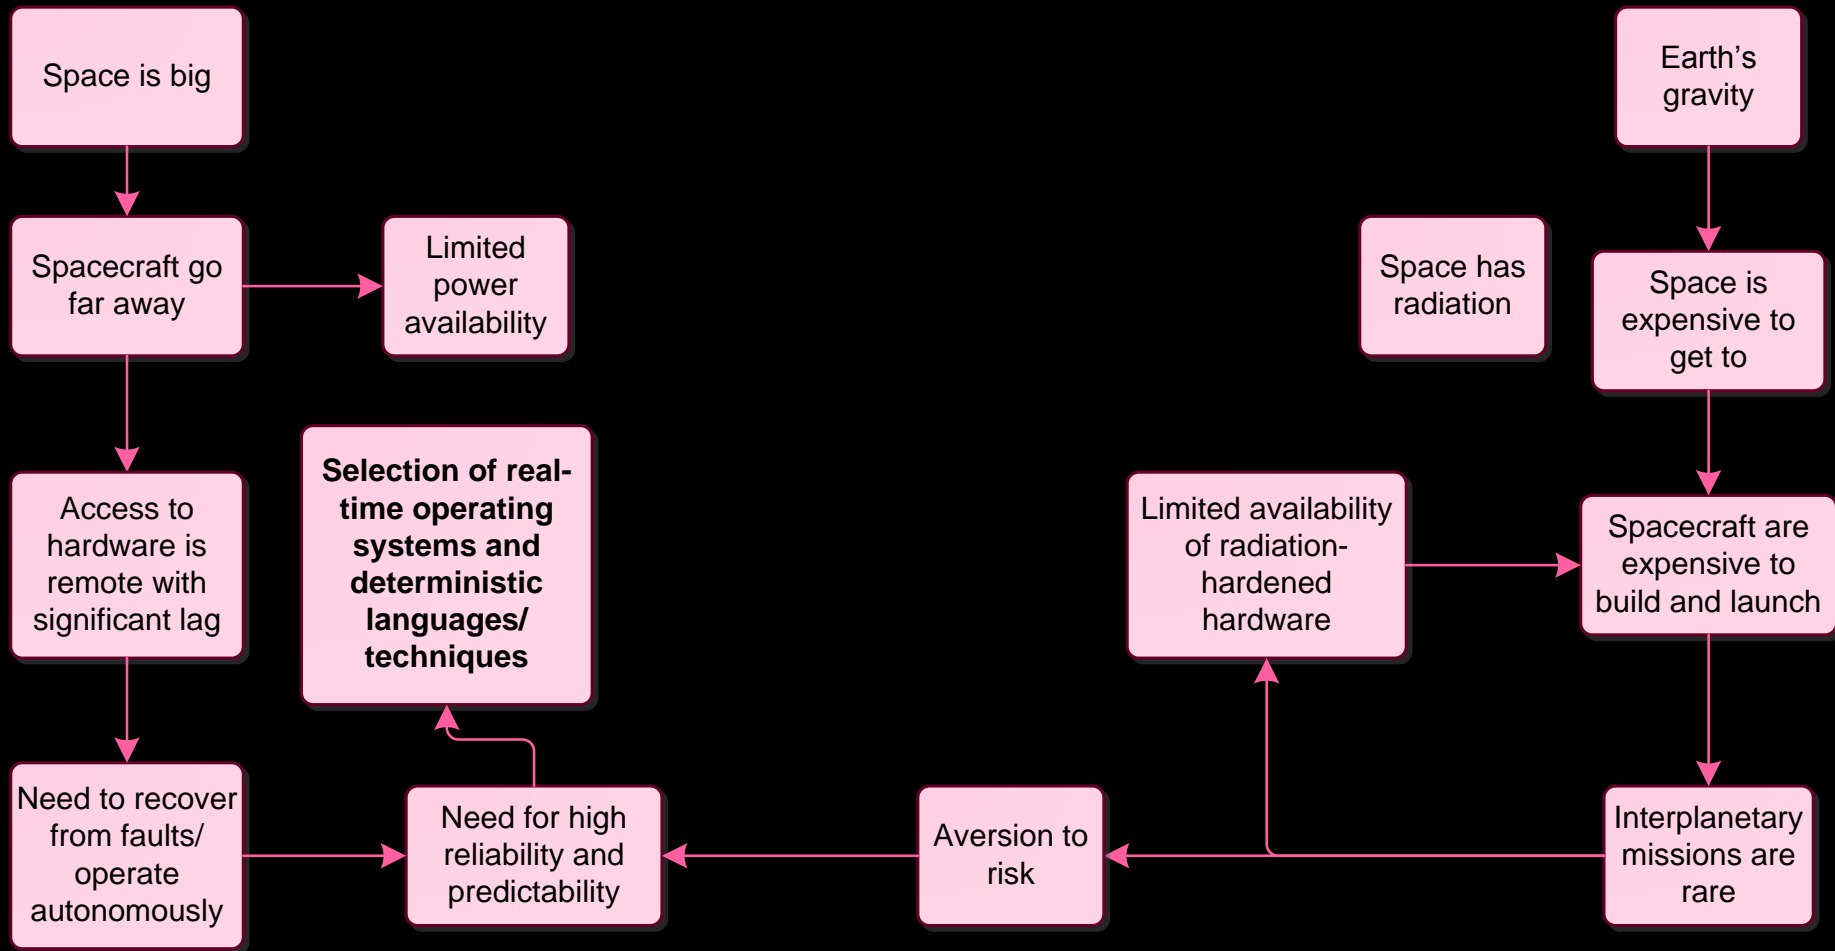 Space is big
Earth’s
gravity
Spacecraft go
far away
Limited
power
availability
Space has
radiation
Space is
expensive to
get to
Selection of real-
time operating
systems and
deterministic
languages/
techniques
Access to
hardware is
remote with
significant lag
Limited availability
of radiation-
hardened
hardware
Spacecraft are
expensive to
build and launch
Need to recover
from faults/
operate
autonomously
Need for high
reliability and
predictability
Aversion to
risk
Interplanetary
missions are
rare